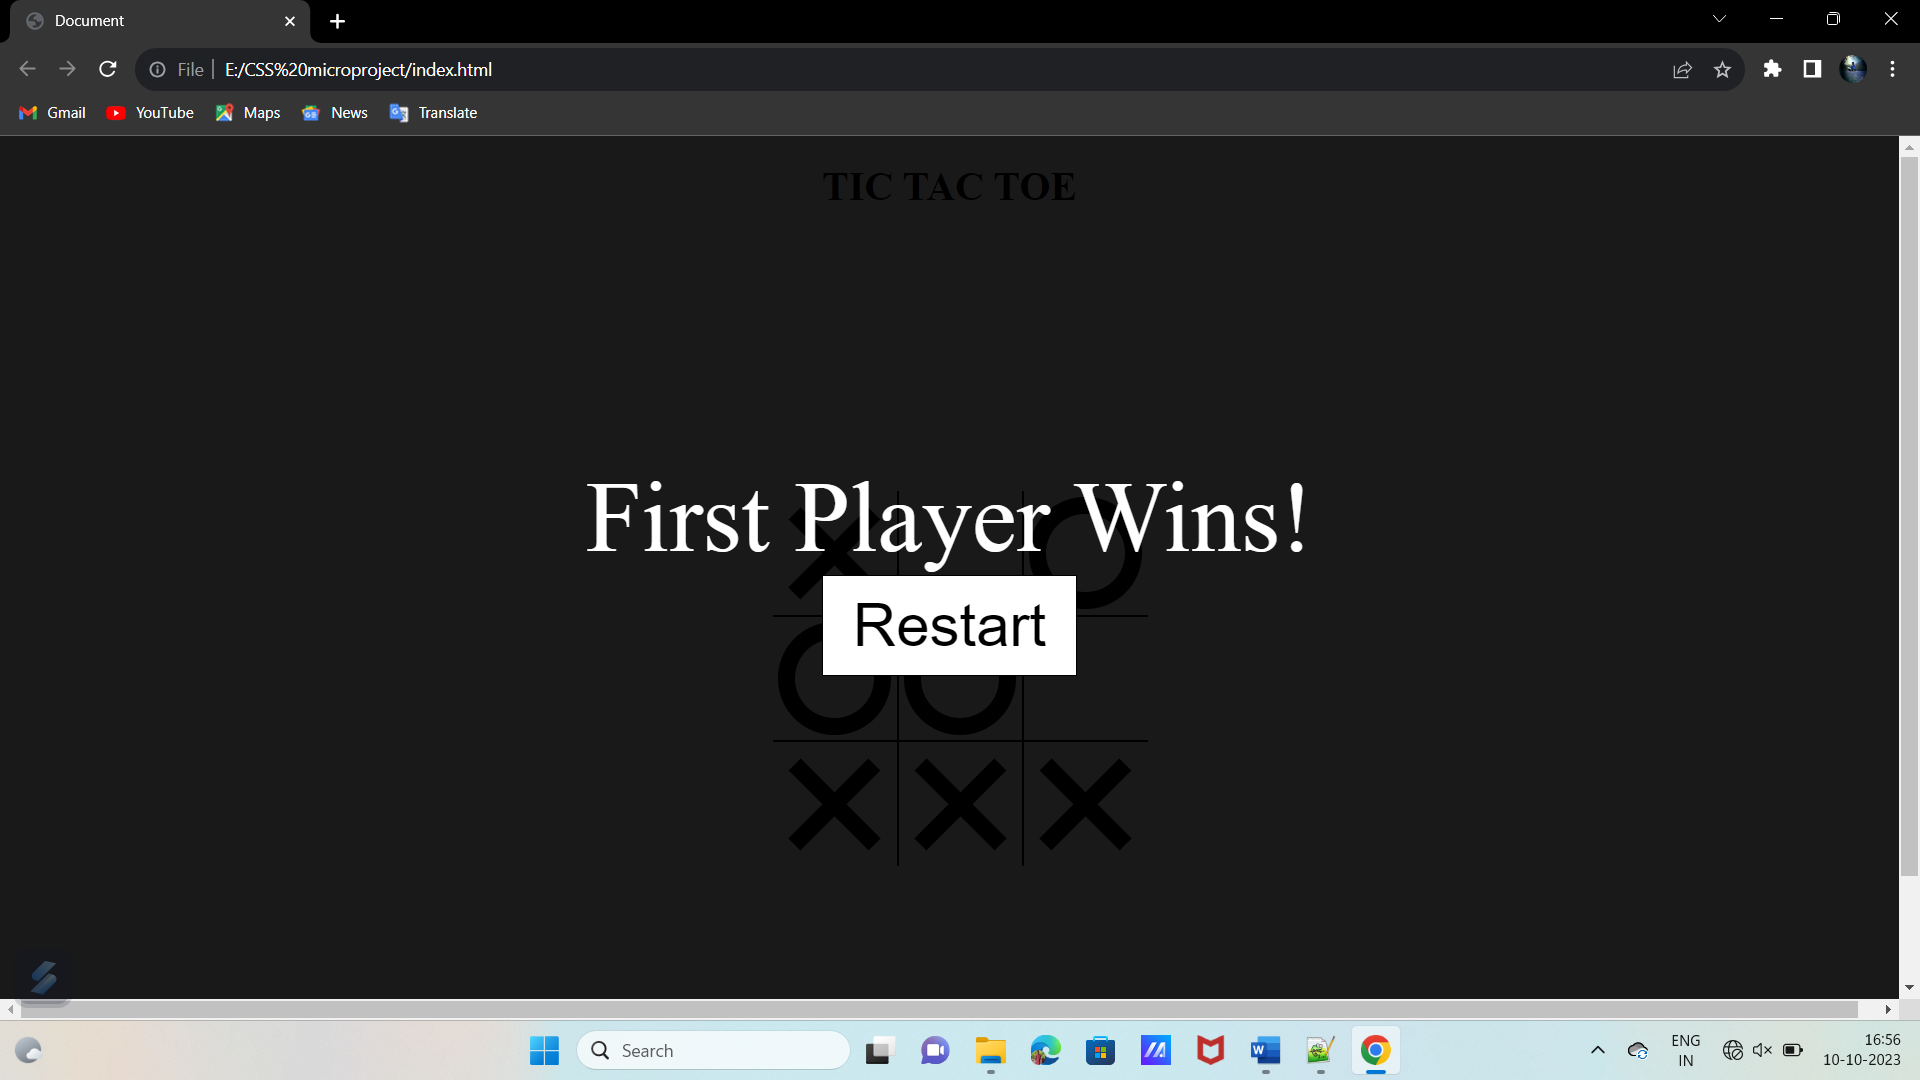 Document
File E:/CSS%20microproject/index.html
Gmail YouTube Maps News Translate
TIC TAC TOE
First Player Wins!
Restart
Search
ENG
IN
16:56
10-10-2023